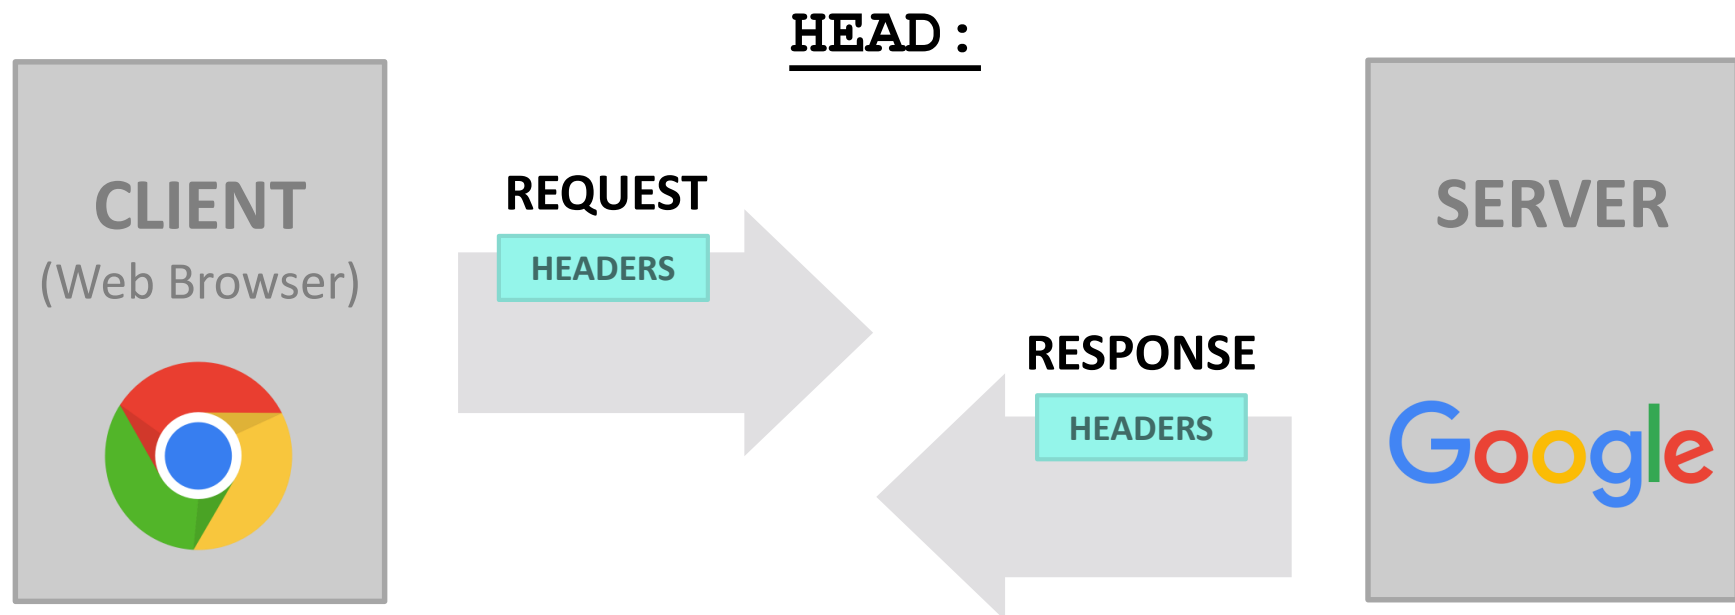 HEAD:
CLIENT
(Web Browser)
REQUEST
HEADERS
RESPONSE
HEADERS
SERVER
Google